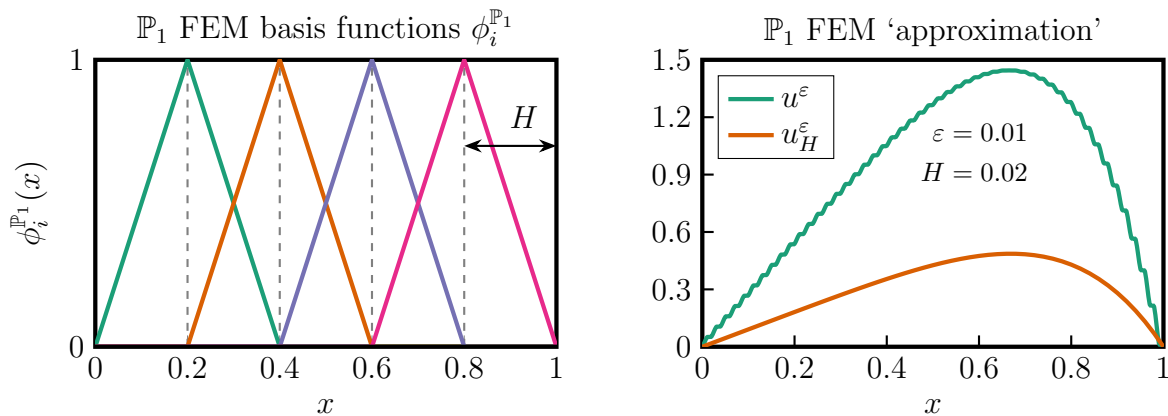 ℙ₁ FEM basis functions ϕᵢ^ℙ₁
1
0
ϕᵢ^ℙ₁(x)
H
0 0.2 0.4 0.6 0.8 1
x
ℙ₁ FEM ‘approximation’
1.5
1.2
0.9
0.6
0.3
0
u^ε
u_H^ε
ε = 0.01
H = 0.02
0 0.2 0.4 0.6 0.8 1
x